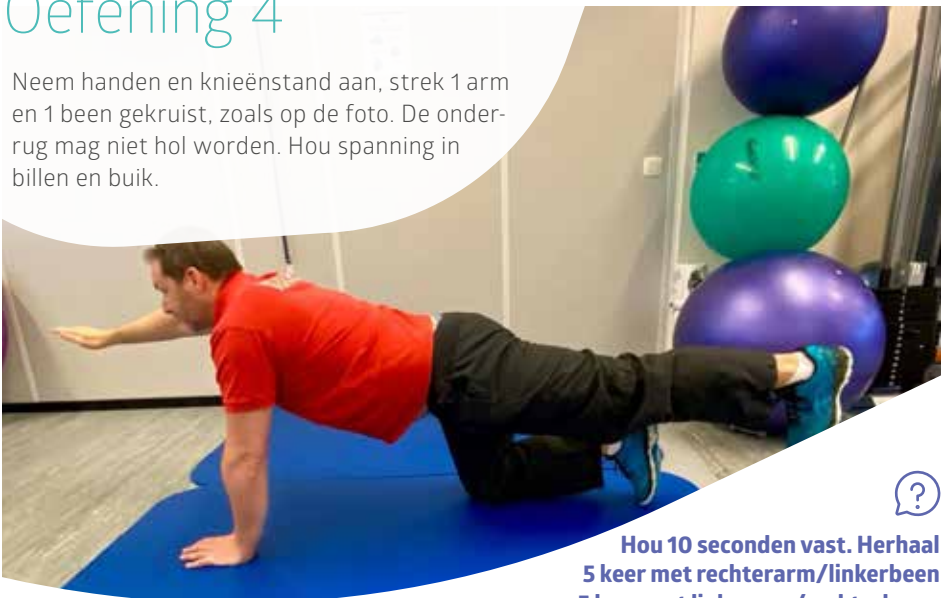 Oefening 4
Neem handen en knieënstand aan, strek 1 arm
en 1 been gekruist, zoals op de foto. De onder-
rug mag niet hol worden. Hou spanning in
billen en buik.
?
Hou 10 seconden vast. Herhaal
5 keer met rechterarm/linkerbeen